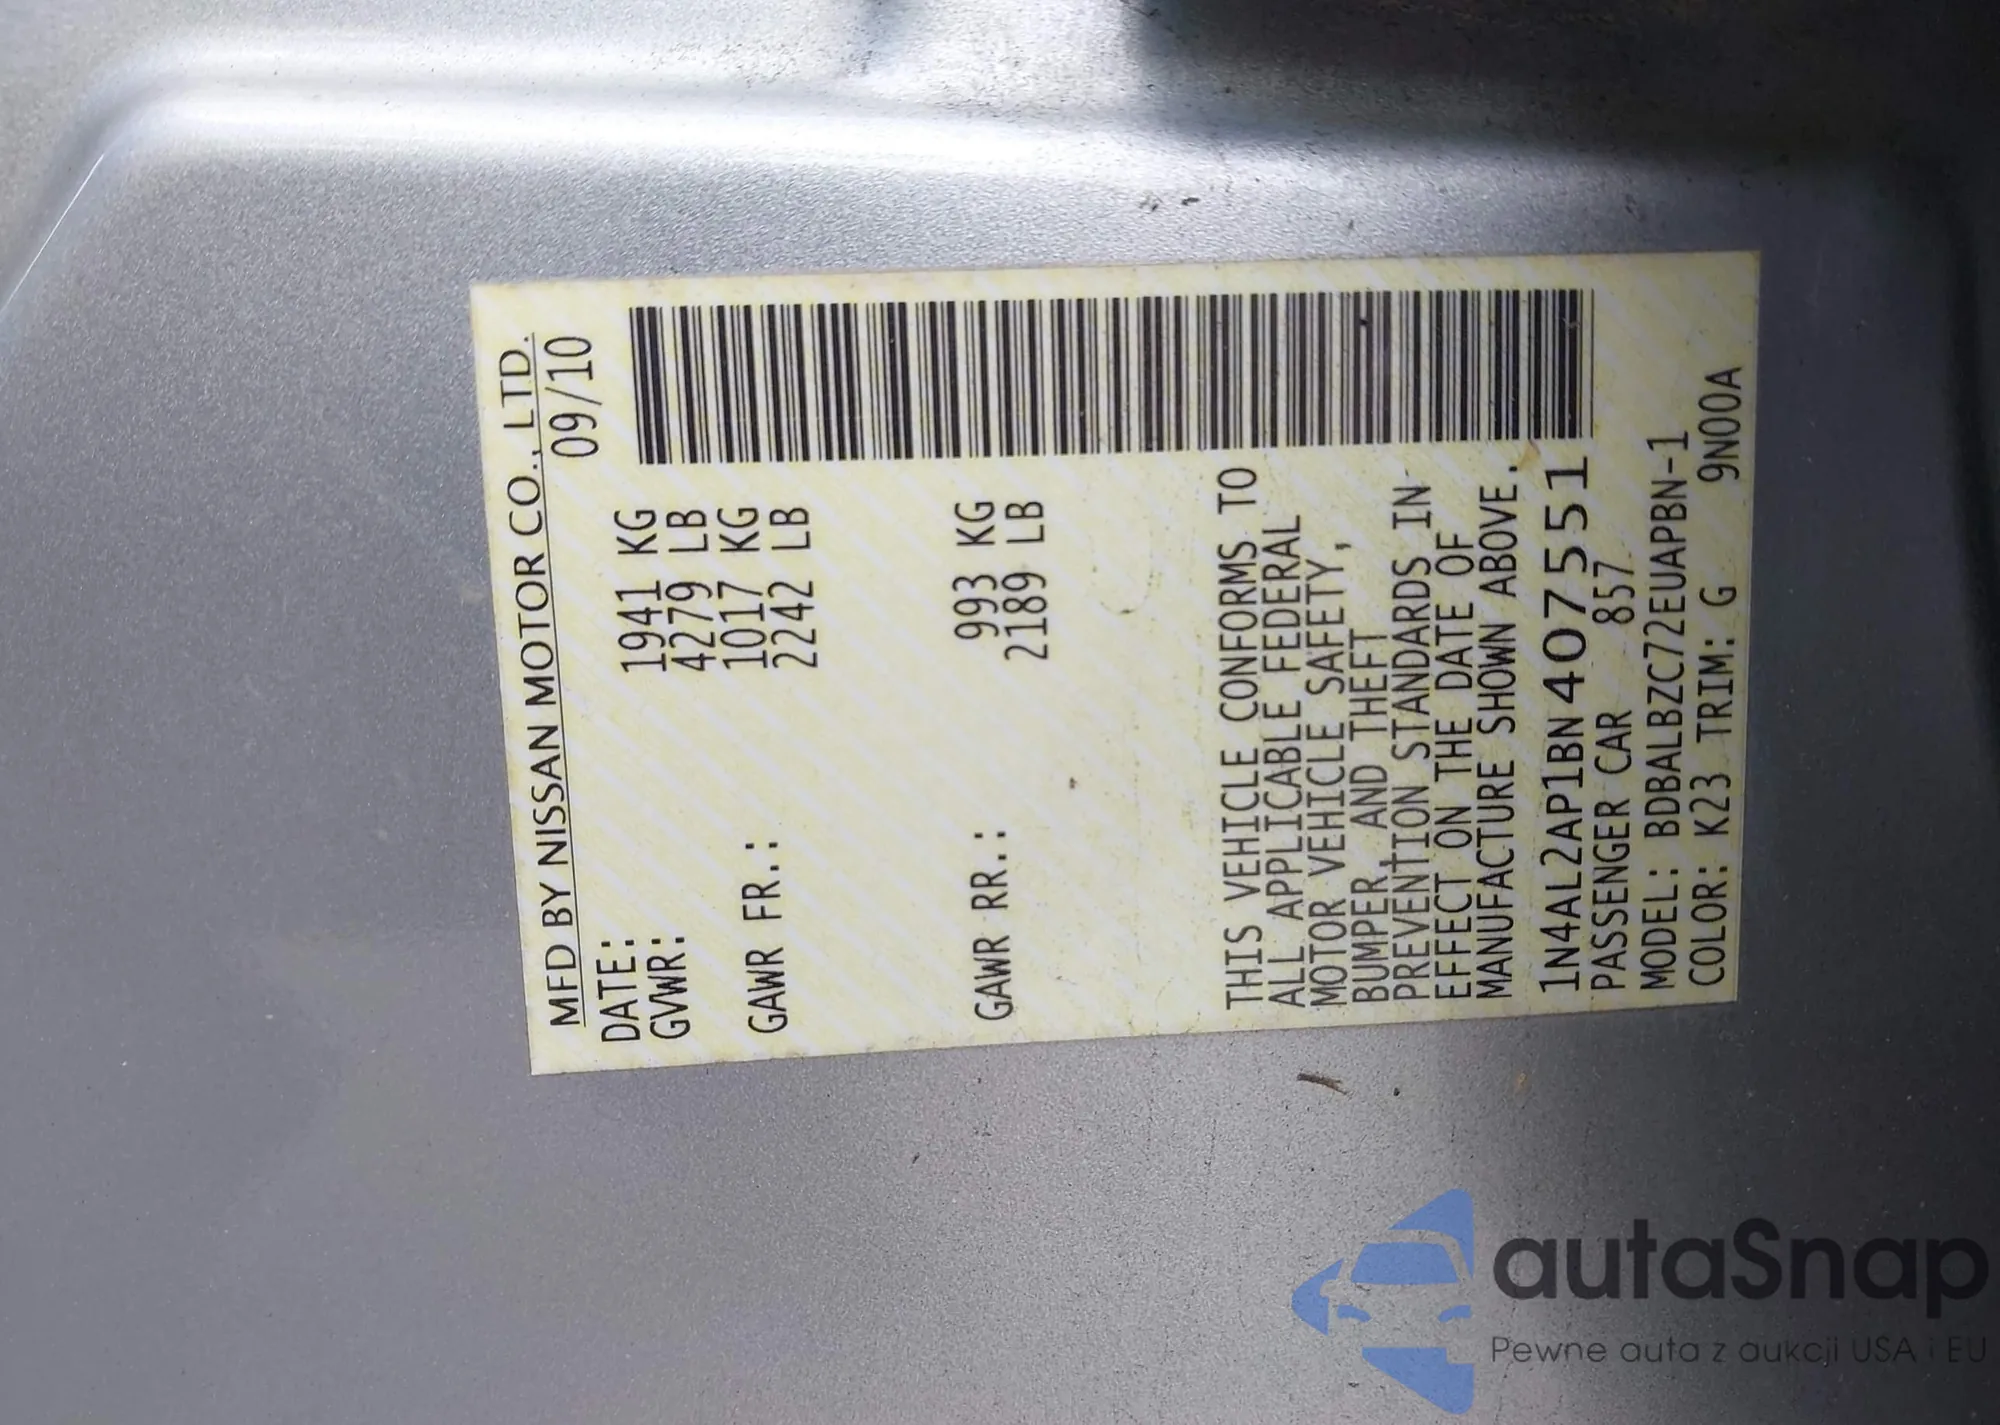 MFD BY NISSAN MOTOR CO., LTD.
DATE: 09/10
GVWR: 1941 KG
4279 LB
GAWR FR.: 1017 KG
2242 LB
GAWR RR.: 993 KG
2189 LB
THIS VEHICLE CONFORMS TO
ALL APPLICABLE FEDERAL
MOTOR VEHICLE SAFETY,
BUMPER, AND THEFT
PREVENTION STANDARDS IN
EFFECT ON THE DATE OF
MANUFACTURE SHOWN ABOVE.
1N4AL2AP1BN407551
PASSENGER CAR 857
MODEL: BDBALBZC72EUAPBN-1
COLOR: K23 TRIM: G 9N00A
autaSnap
Pewne auta z aukcji USA i EU